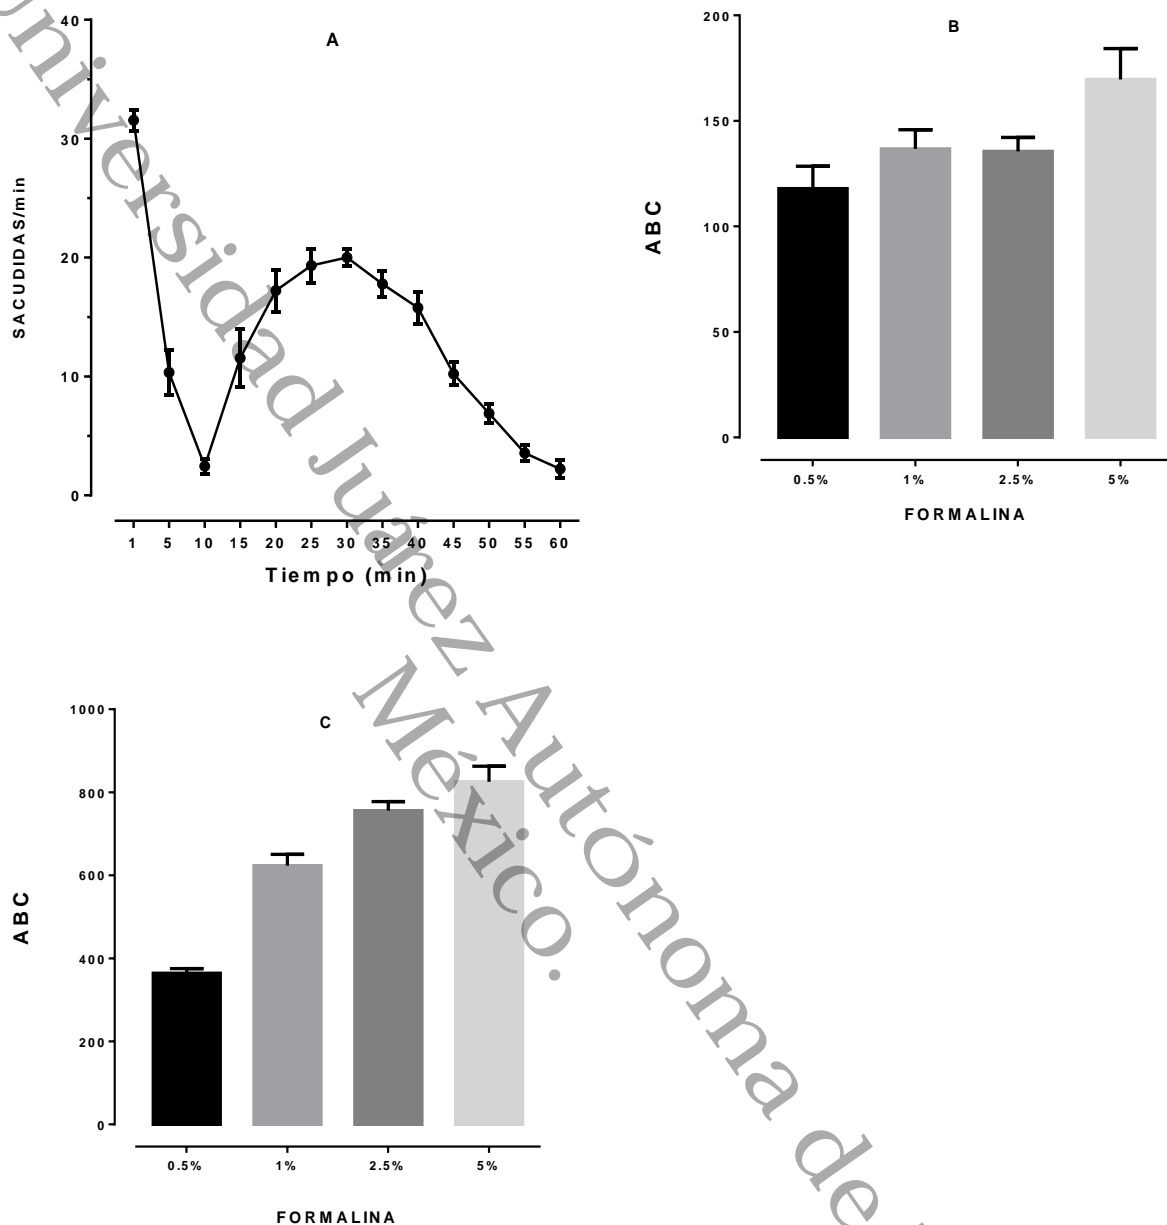 A
SACUDIDAS/min
40
30
20
10
0
1 5 10 15 20 25 30 35 40 45 50 55 60
Tiempo (min)
B
ABC
200
150
100
50
0
0.5% 1% 2.5% 5%
FORMALINA
C
ABC
1000
800
600
400
200
0
0.5% 1% 2.5% 5%
FORMALINA
Universidad Juárez Autónoma de
México.